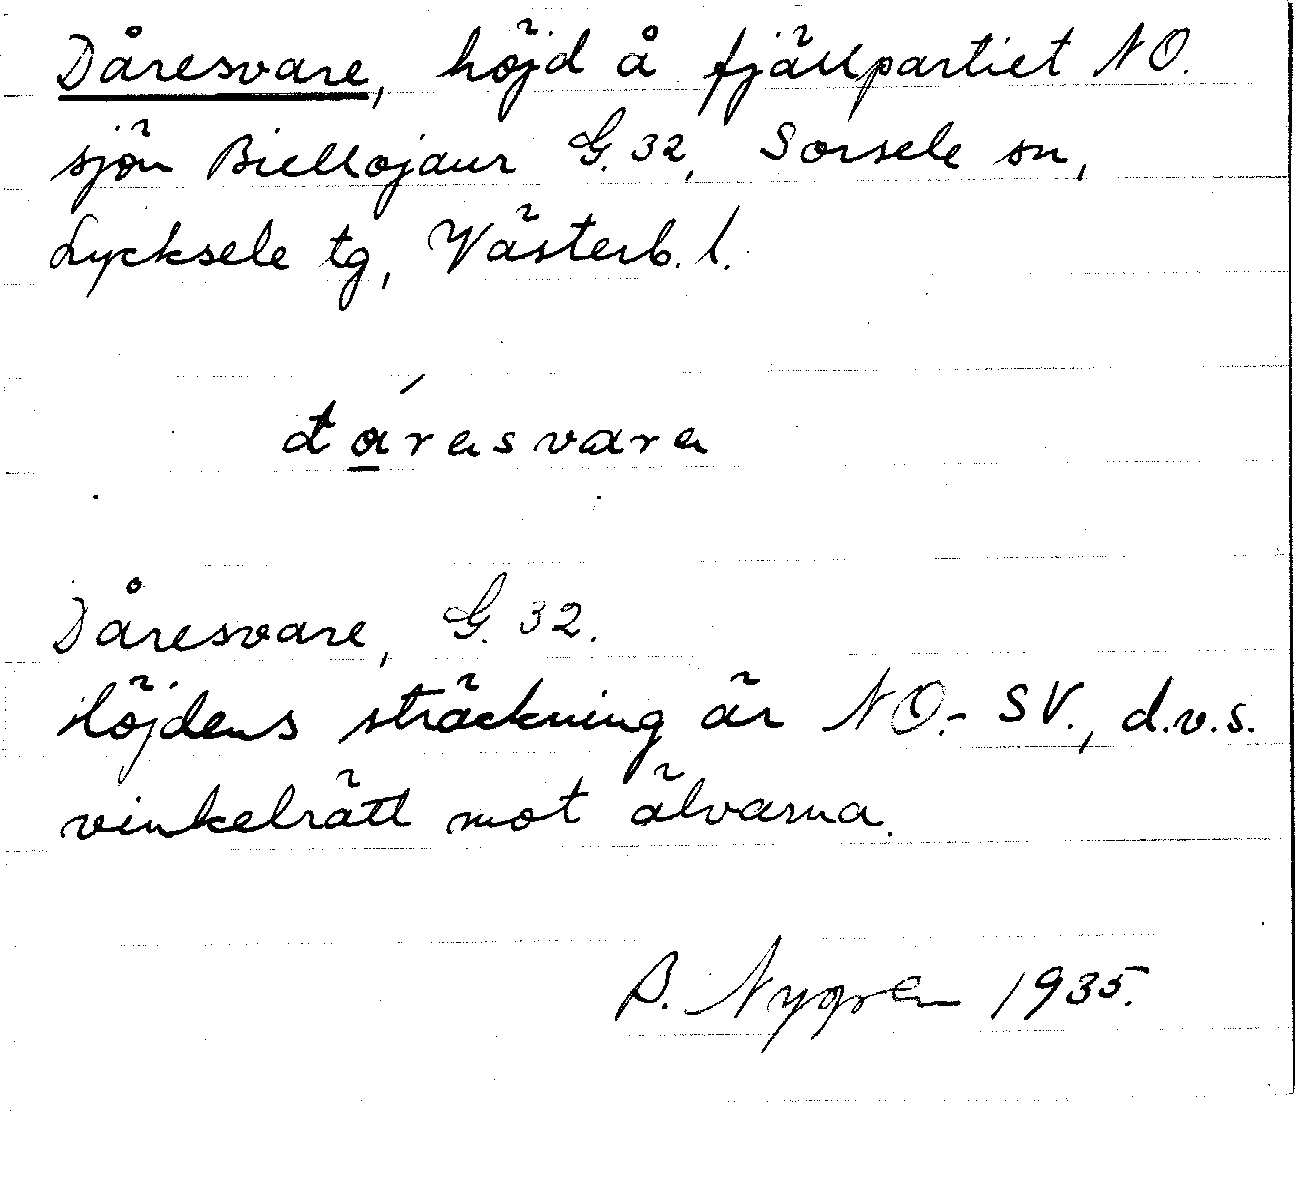 Dåresvare, höjd å fjällpartiet NO.
sjön Biellojaur G. 32, Sorsele sn,
Lycksele tg, Västerb. l.
dárasvara
Dåresvare, G. 32.
Höjdens sträckning är NO.- SV., d.v.s.
vinkelrätt mot älvarna.
B. Nygren 1935.